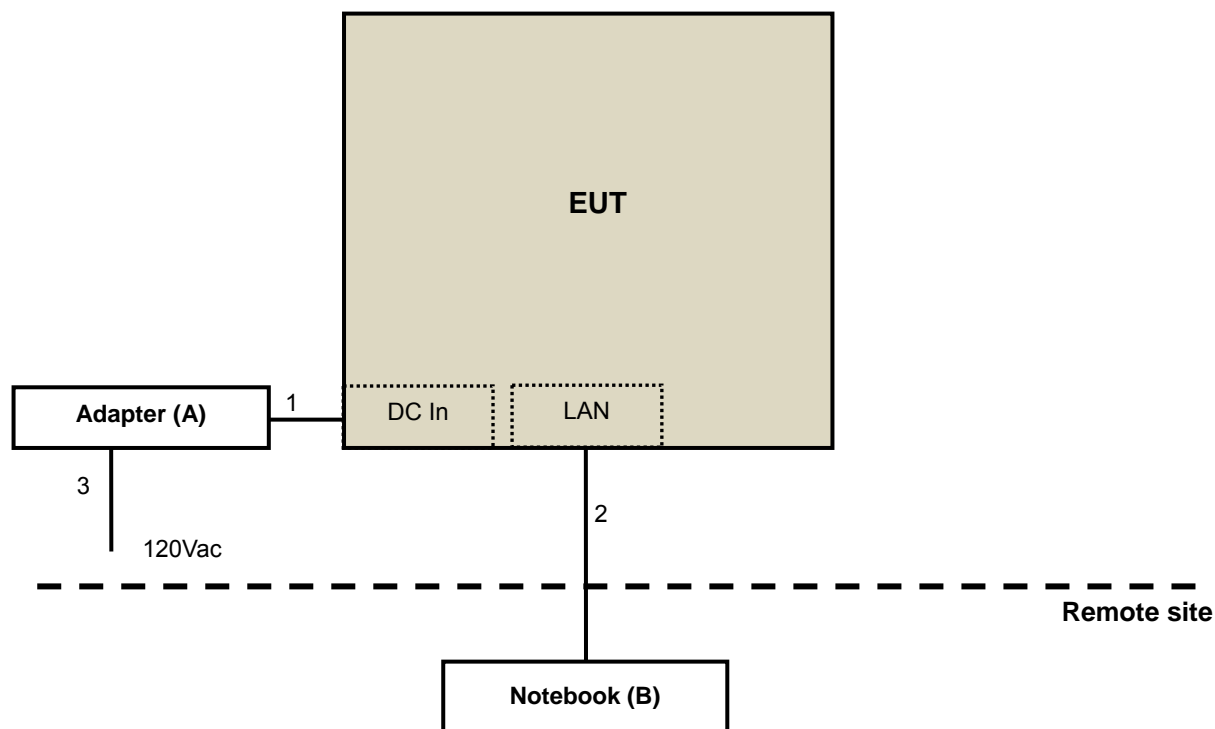 EUT
DC In
LAN
Adapter (A)
1
3
2
120Vac
Remote site
Notebook (B)